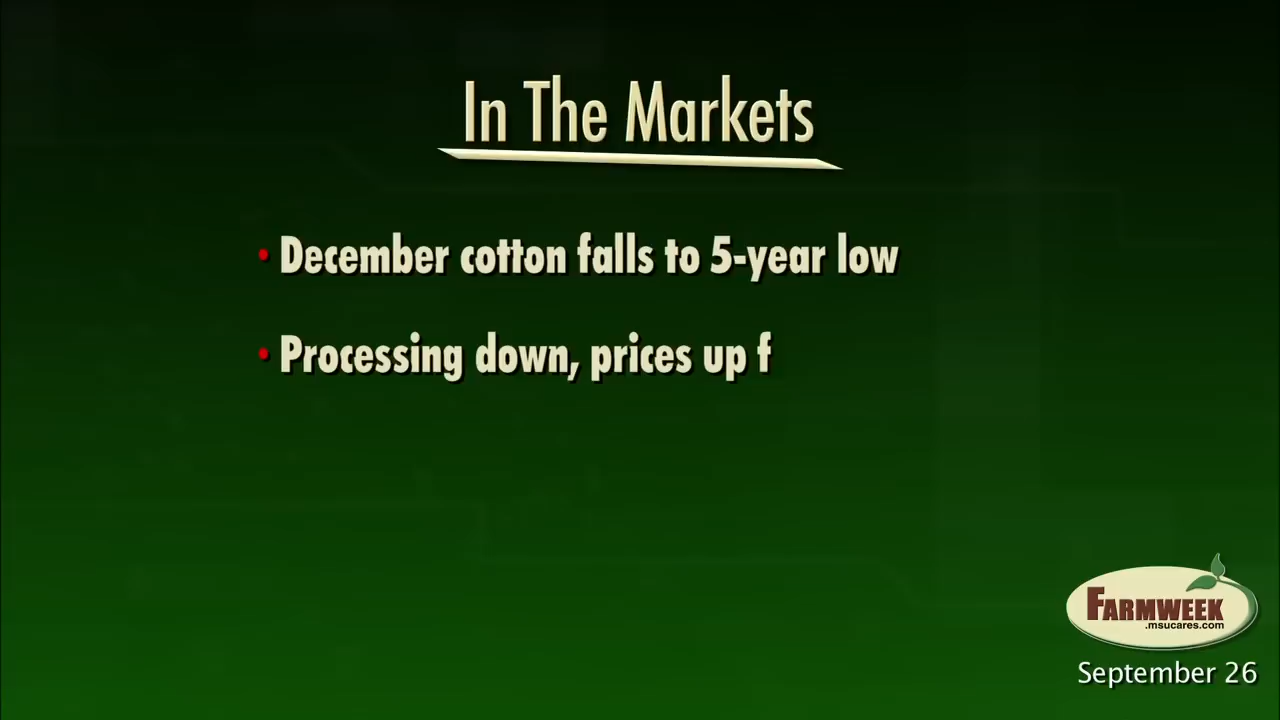 In The Markets
• December cotton falls to 5-year low
• Processing down, prices up f
FARMWEEK
.msucares.com
September 26